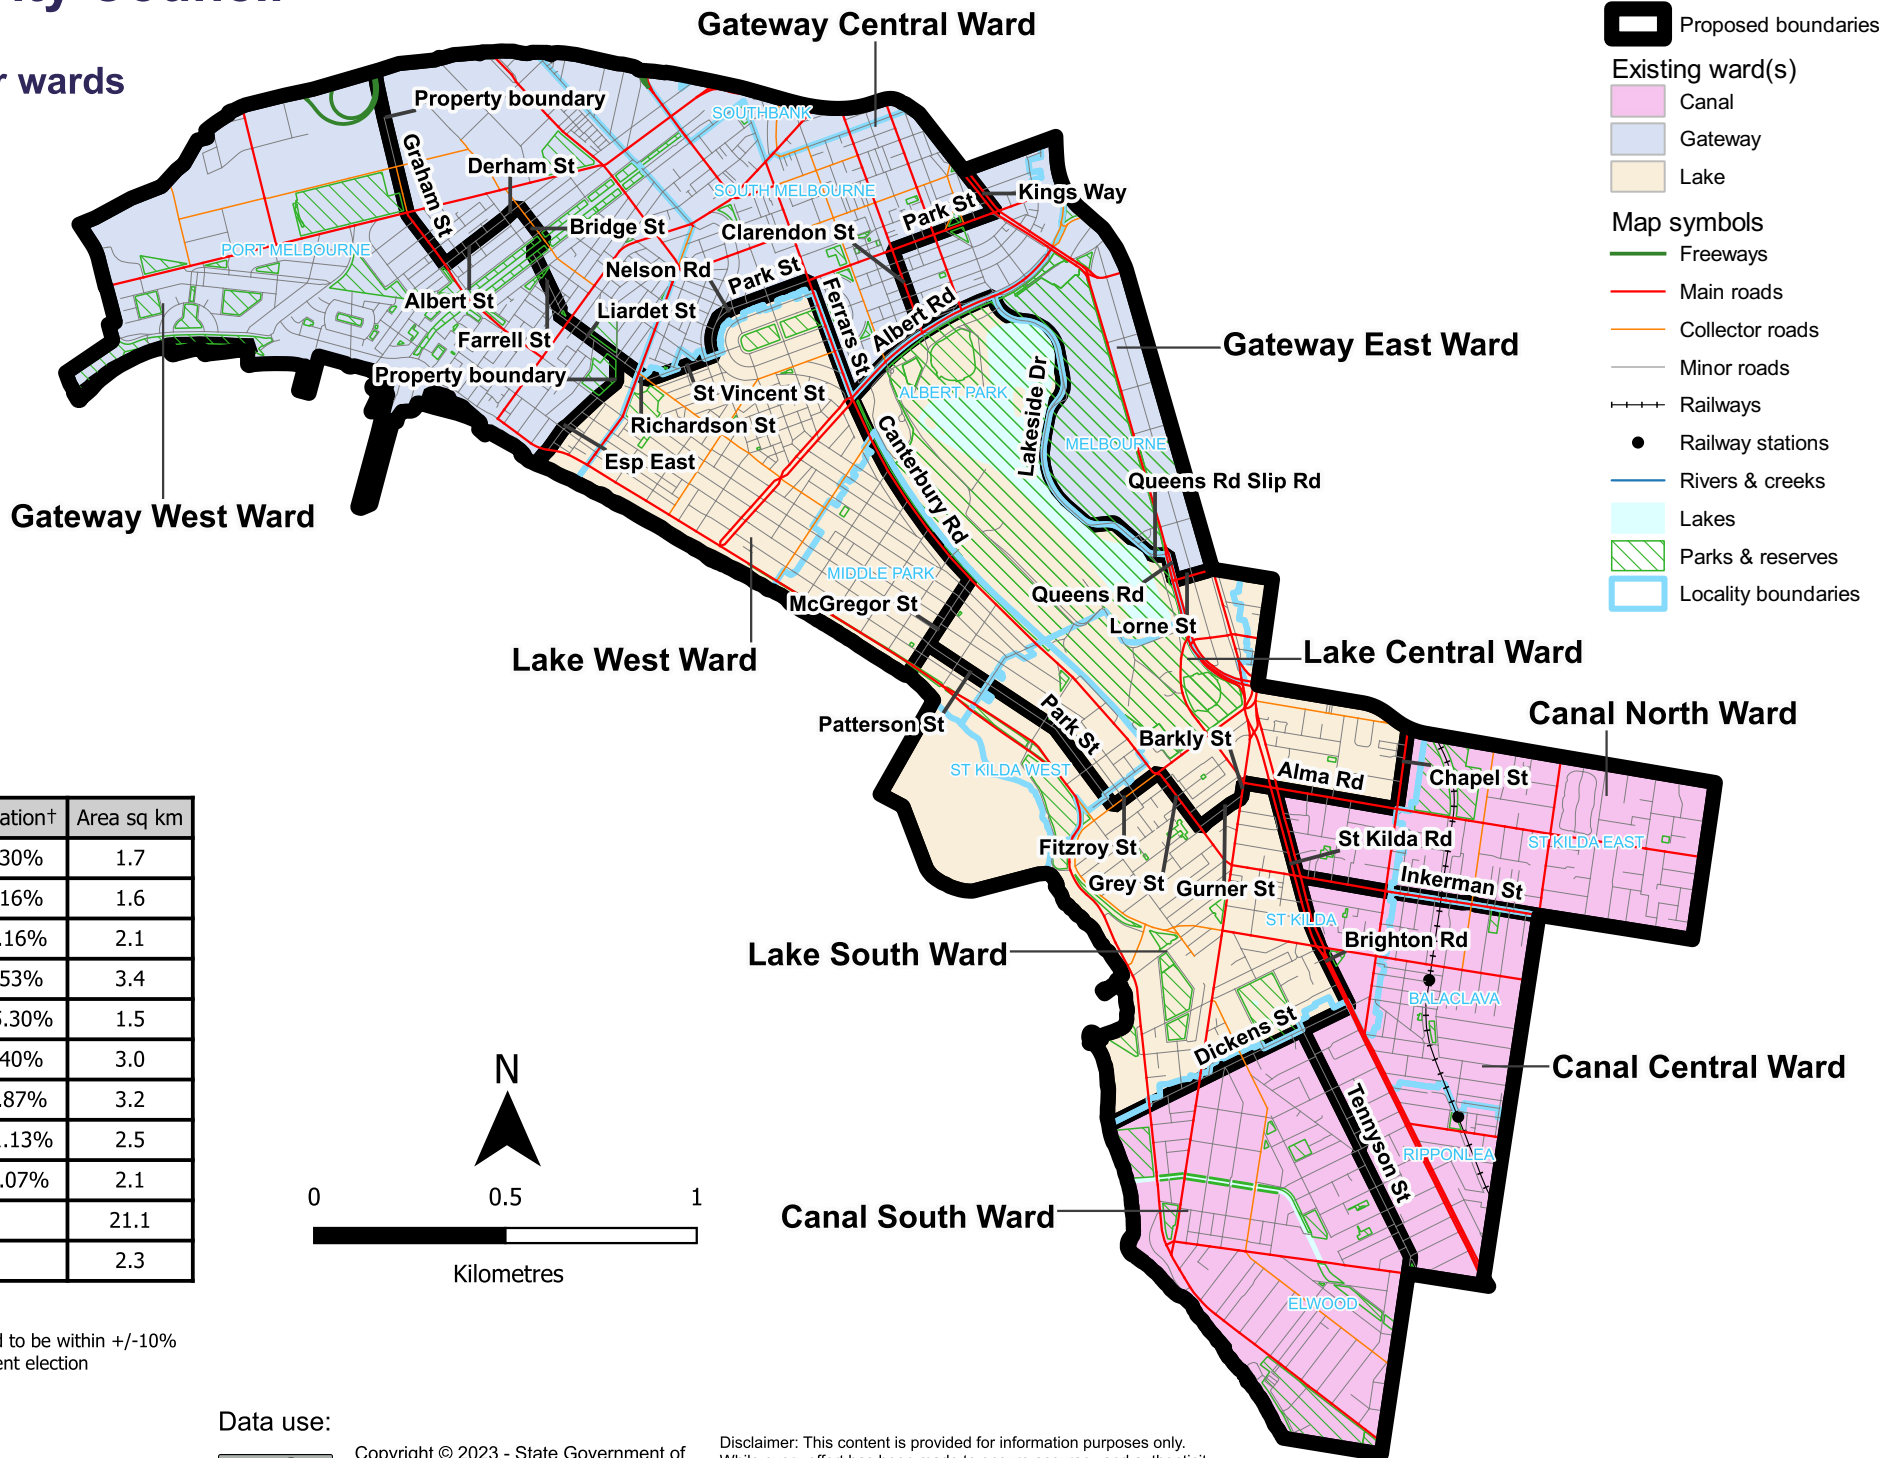 Gateway Central Ward
r wards
Property boundary
Graham St
Derham St
SOUTHBANK
SOUTH MELBOURNE
Kings Way
Park St
Bridge St
Clarendon St
PORT MELBOURNE
Nelson Rd
Park St
Albert St
Liardet St
Ferrars St
Albert Rd
Farrell St
Gateway East Ward
Property boundary
St Vincent St
ALBERT PARK
Lakeside Dr
Richardson St
MELBOURNE
Esp East
Canterbury Rd
Queens Rd Slip Rd
Gateway West Ward
MIDDLE PARK
McGregor St
Queens Rd
Lorne St
Lake West Ward
Lake Central Ward
Patterson St
Park St
Barkly St
Canal North Ward
ST KILDA WEST
Alma Rd
Chapel St
Fitzroy St
St Kilda Rd
ST KILDA EAST
Grey St
Gurner St
Inkerman St
ST KILDA
Brighton Rd
Lake South Ward
BALACLAVA
Dickens St
Canal Central Ward
Tennyson St
RIPPONLEA
Canal South Ward
ELWOOD
Proposed boundaries
Existing ward(s)
Canal
Gateway
Lake
Map symbols
Freeways
Main roads
Collector roads
Minor roads
Railways
Railway stations
Rivers & creeks
Lakes
Parks & reserves
Locality boundaries
ation† Area sq km
30% 1.7
16% 1.6
.16% 2.1
53% 3.4
.30% 1.5
40% 3.0
.87% 3.2
.13% 2.5
.07% 2.1
21.1
2.3
N
0 0.5 1
Kilometres
to be within +/-10%
ent election
Data use:
Copyright © 2023 - State Government of
Disclaimer: This content is provided for information purposes only.